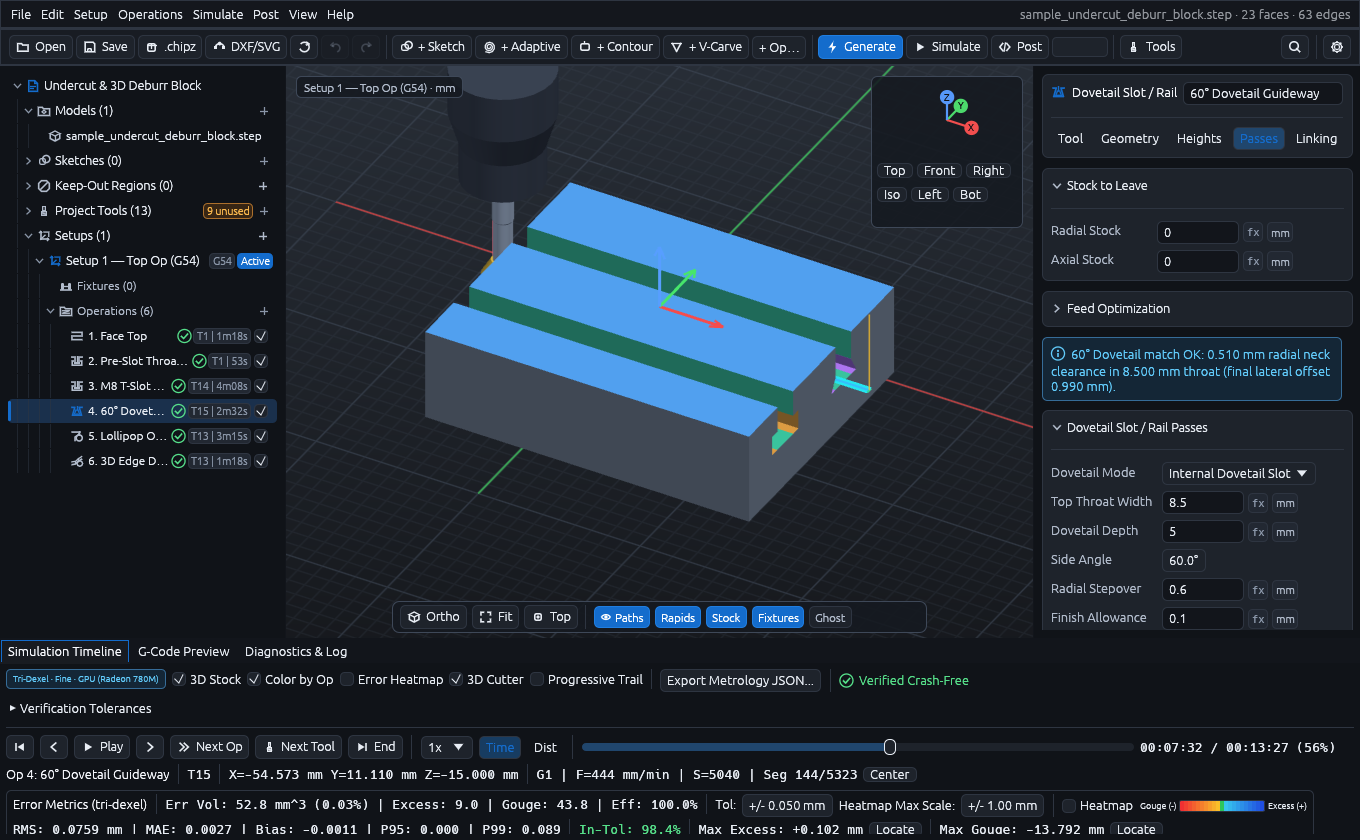 File Edit Setup Operations Simulate Post View Help
sample_undercut_deburr_block.step · 23 faces · 63 edges
Open Save .chipz DXF/SVG + Sketch + Adaptive + Contour + V-Carve + Op… Generate Simulate Post Tools
Undercut & 3D Deburr Block
Models (1) +
sample_undercut_deburr_block.step
Sketches (0) +
Keep-Out Regions (0) +
Project Tools (13) 9 unused +
Setups (1) +
Setup 1 — Top Op (G54) G54 Active
Fixtures (0)
Operations (6) +
1. Face Top T1 | 1m18s
2. Pre-Slot Throa... T1 | 53s
3. M8 T-Slot ... T14 | 4m08s
4. 60° Dovet... T15 | 2m32s
5. Lollipop O... T13 | 3m15s
6. 3D Edge D... T13 | 1m18s
Setup 1 — Top Op (G54) · mm
Z
Y
X
Top Front Right
Iso Left Bot
Ortho Fit Top Paths Rapids Stock Fixtures Ghost
Dovetail Slot / Rail 60° Dovetail Guideway
Tool Geometry Heights Passes Linking
Stock to Leave
Radial Stock 0 fx mm
Axial Stock 0 fx mm
Feed Optimization
60° Dovetail match OK: 0.510 mm radial neck
clearance in 8.500 mm throat (final lateral offset
0.990 mm).
Dovetail Slot / Rail Passes
Dovetail Mode Internal Dovetail Slot
Top Throat Width 8.5 fx mm
Dovetail Depth 5 fx mm
Side Angle 60.0°
Radial Stepover 0.6 fx mm
Finish Allowance 0.1 fx mm
Simulation Timeline G-Code Preview Diagnostics & Log
Tri-Dexel · Fine · GPU (Radeon 780M) 3D Stock Color by Op Error Heatmap 3D Cutter Progressive Trail Export Metrology JSON... Verified Crash-Free
Verification Tolerances
Play Next Op Next Tool End 1x Time Dist 00:07:32 / 00:13:27 (56%)
Op 4: 60° Dovetail Guideway T15 X=-54.573 mm Y=11.110 mm Z=-15.000 mm G1 | F=444 mm/min | S=5040 | Seg 144/5323 Center
Error Metrics (tri-dexel) Err Vol: 52.8 mm^3 (0.03%) | Excess: 9.0 | Gouge: 43.8 | Eff: 100.0% Tol: +/- 0.050 mm Heatmap Max Scale: +/- 1.00 mm Heatmap Gouge (-) Excess (+)
RMS: 0.0759 mm | MAE: 0.0027 | Bias: -0.0011 | P95: 0.000 | P99: 0.089 In-Tol: 98.4% Max Excess: +0.102 mm Locate Max Gouge: -13.792 mm Locate